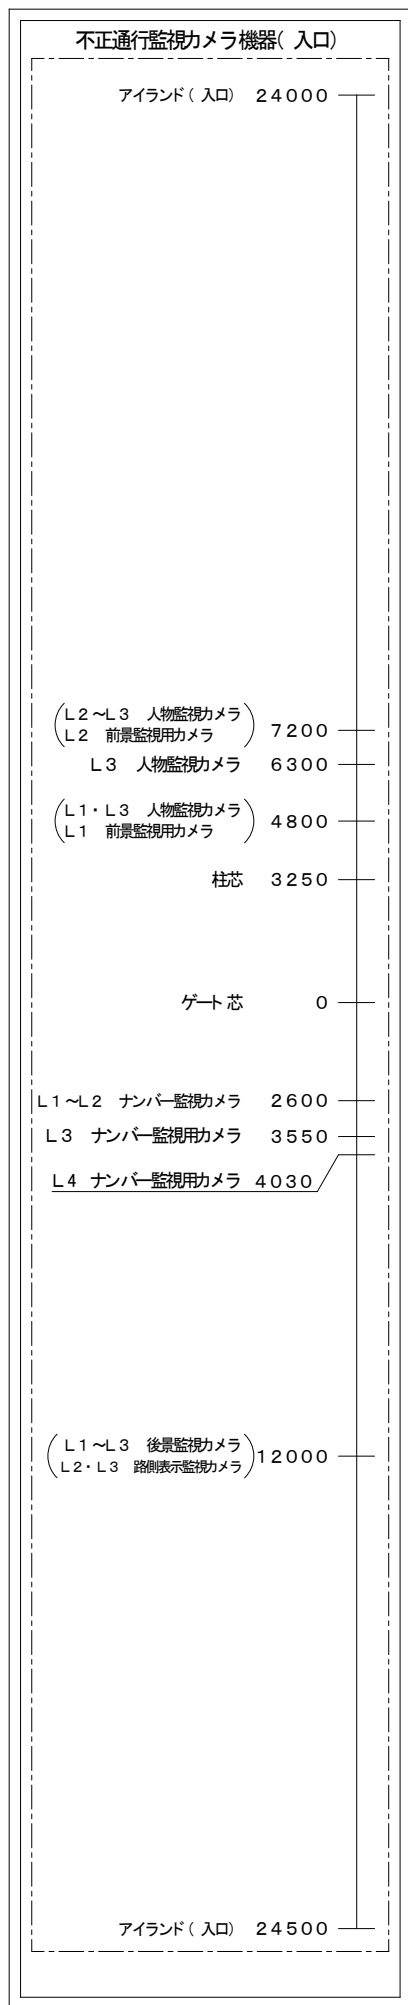 不正通行監視カメラ機器(入口)
アイランド(入口) 24000
L2～L3 人物監視カメラ
L2 前景監視用カメラ 7200
L3 人物監視カメラ 6300
L1・L3 人物監視カメラ
L1 前景監視用カメラ 4800
柱芯 3250
ゲート芯 0
L1～L2 ナンバー監視カメラ 2600
L3 ナンバー監視用カメラ 3550
L4 ナンバー監視用カメラ 4030
L1～L3 後景監視カメラ 12000
L2・L3 路側表示監視カメラ
アイランド(入口) 24500